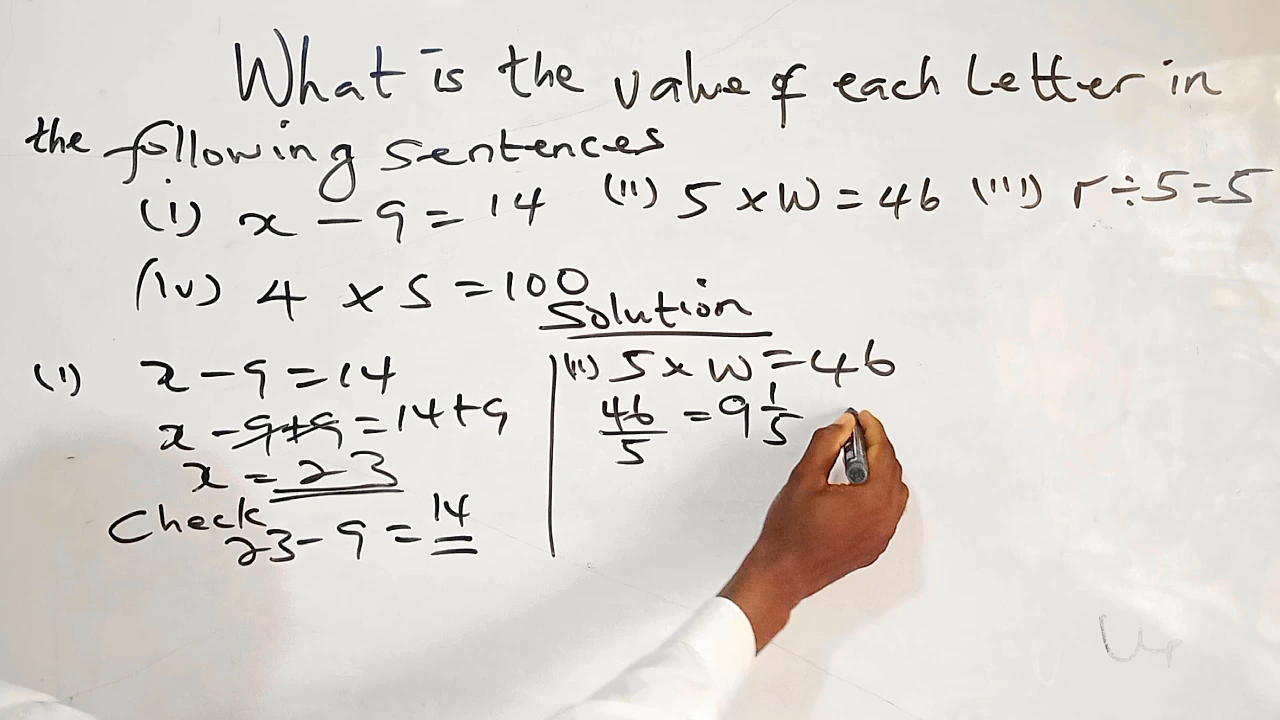 What is the value of each Letter in
the following sentences
(i) x - 9 = 14 (ii) 5 x W = 46 (iii) r ÷ 5 = 5
(iv) 4 x S = 100
Solution
(i) x - 9 = 14
x - 9 + 9 = 14 + 9
x = 23
Check
23 - 9 = 14
(ii) 5 x W = 46
46/5 = 9 1/5